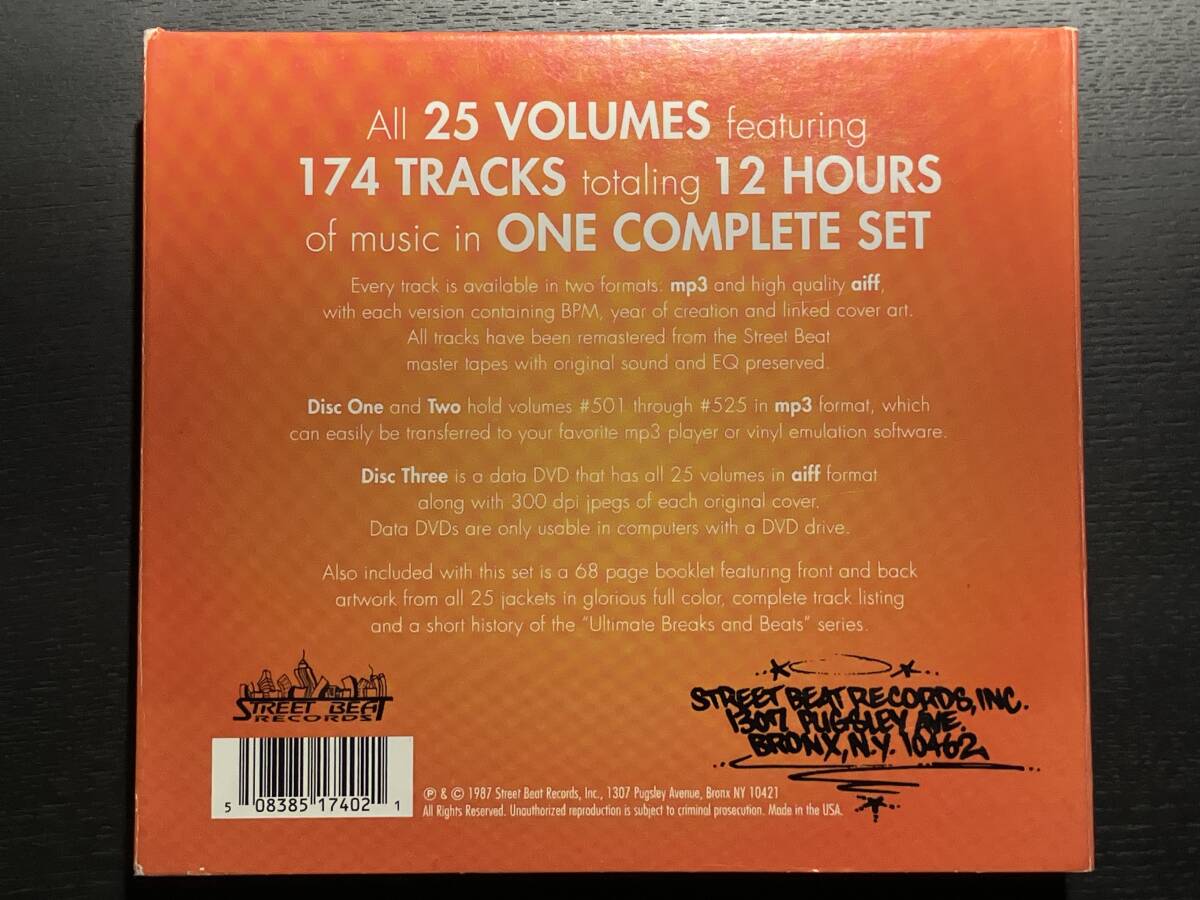 All 25 VOLUMES featuring
174 TRACKS totaling 12 HOURS
of music in ONE COMPLETE SET
Every track is available in two formats: mp3 and high quality aiff,
with each version containing BPM, year of creation and linked cover art.
All tracks have been remastered from the Street Beat
master tapes with original sound and EQ preserved.
Disc One and Two hold volumes #501 through #525 in mp3 format, which
can easily be transferred to your favorite mp3 player or vinyl emulation software.
Disc Three is a data DVD that has all 25 volumes in aiff format
along with 300 dpi jpegs of each original cover.
Data DVDs are only usable in computers with a DVD drive.
Also included with this set is a 68 page booklet featuring front and back
artwork from all 25 jackets in glorious full color, complete track listing
and a short history of the "Ultimate Breaks and Beats" series.
STREET BEAT
RECORDS
STREET BEAT RECORDS, INC.
1307 PUGSLEY AVE.
BRONX, N.Y. 10462
5 08385 17402 1
℗ & © 1987 Street Beat Records, Inc., 1307 Pugsley Avenue, Bronx NY 10421
All Rights Reserved. Unauthorized reproduction is subject to criminal prosecution. Made in the USA.